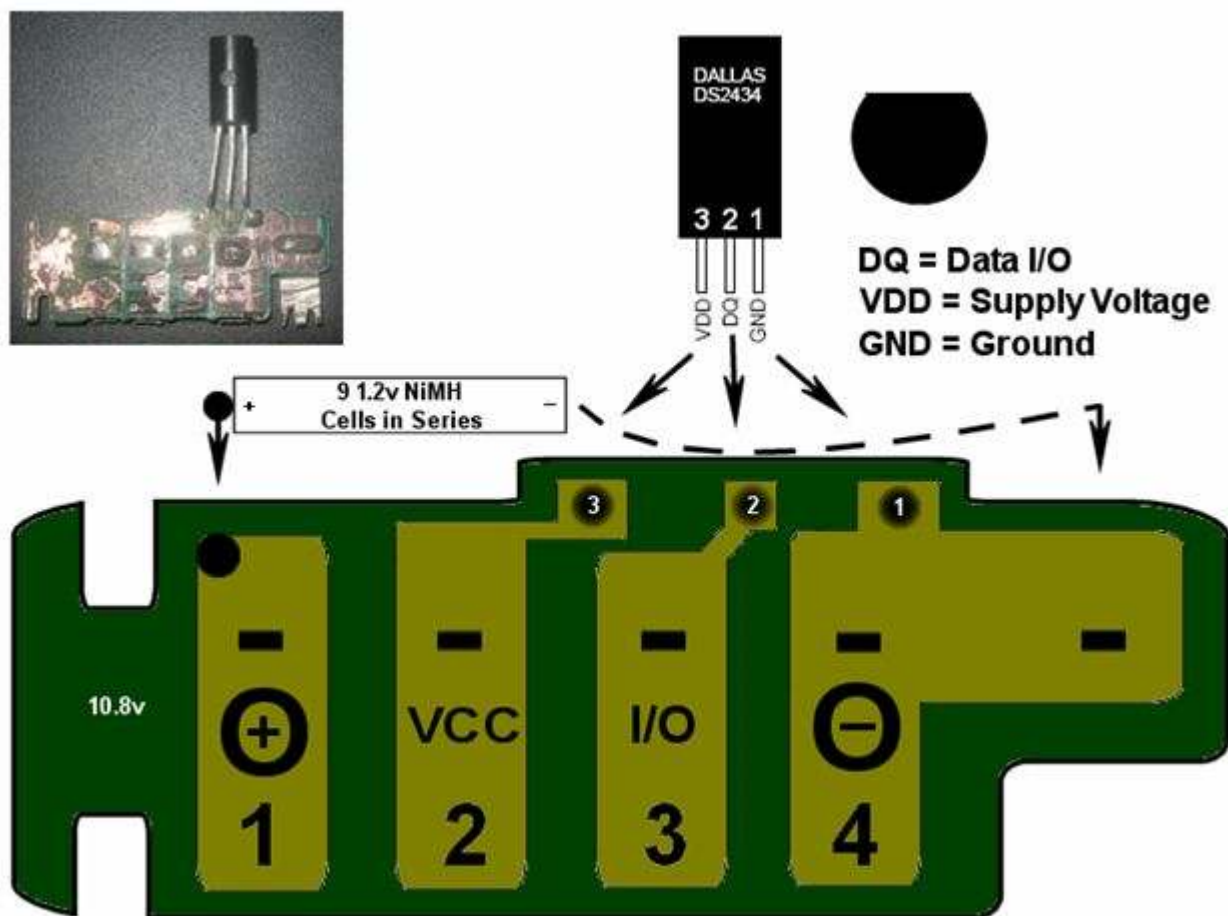 DALLAS
DS2434
3 2 1
VDD DQ GND
DQ = Data I/O
VDD = Supply Voltage
GND = Ground
+ 9 1.2v NiMH −
Cells in Series
3 2 1
- - - - -
10.8v
+ VCC I/O −
1 2 3 4